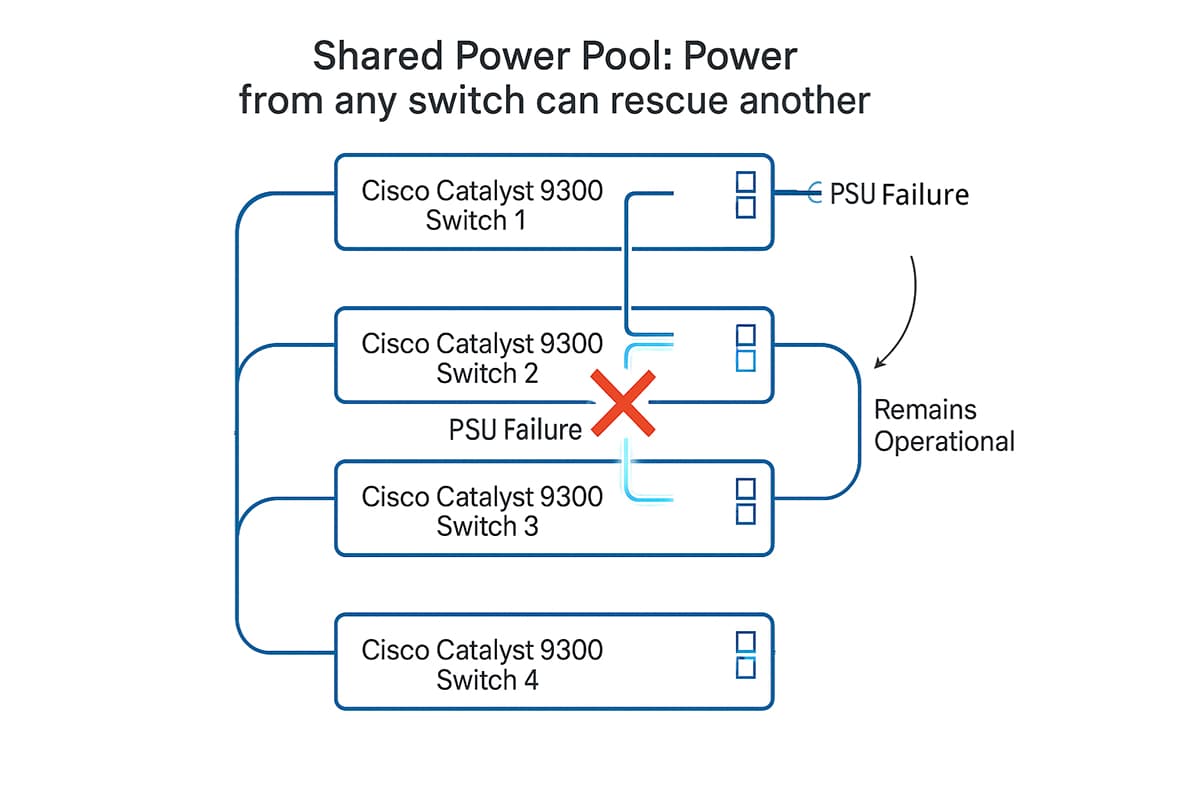 Shared Power Pool: Power
from any switch can rescue another
Cisco Catalyst 9300
Switch 1
PSU Failure
Cisco Catalyst 9300
Switch 2
Remains
Operational
PSU Failure
Cisco Catalyst 9300
Switch 3
Cisco Catalyst 9300
Switch 4